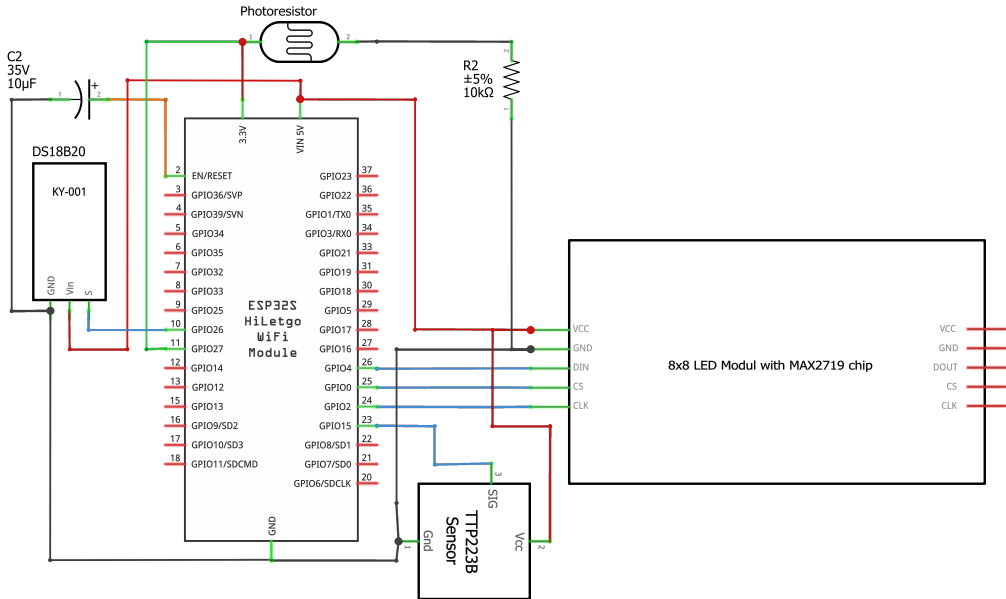 Photoresistor
1
2
C2
35V
10µF
1
+
2
R2
±5%
10kΩ
2
1
DS18B20
KY-001
GND
Vin
S
3.3V
VIN 5V
2 EN/RESET
3 GPIO36/SVP
4 GPIO39/SVN
5 GPIO34
6 GPIO35
7 GPIO32
8 GPIO33
9 GPIO25
10 GPIO26
11 GPIO27
12 GPIO14
13 GPIO12
15 GPIO13
16 GPIO9/SD2
17 GPIO10/SD3
18 GPIO11/SDCMD
ESP32S
HiLetgo
WiFi
Module
GPIO23 37
GPIO22 36
GPIO1/TX0 35
GPIO3/RX0 34
GPIO21 33
GPIO19 31
GPIO18 30
GPIO5 29
GPIO17 28
GPIO16 27
GPIO4 26
GPIO0 25
GPIO2 24
GPIO15 23
GPIO8/SD1 22
GPIO7/SD0 21
GPIO6/SDCLK 20
GND
VCC
GND
DIN
CS
CLK
8x8 LED Modul with MAX2719 chip
VCC
GND
DOUT
CS
CLK
3
SIG
TTP223B
Sensor
Gnd
1
Vcc
2